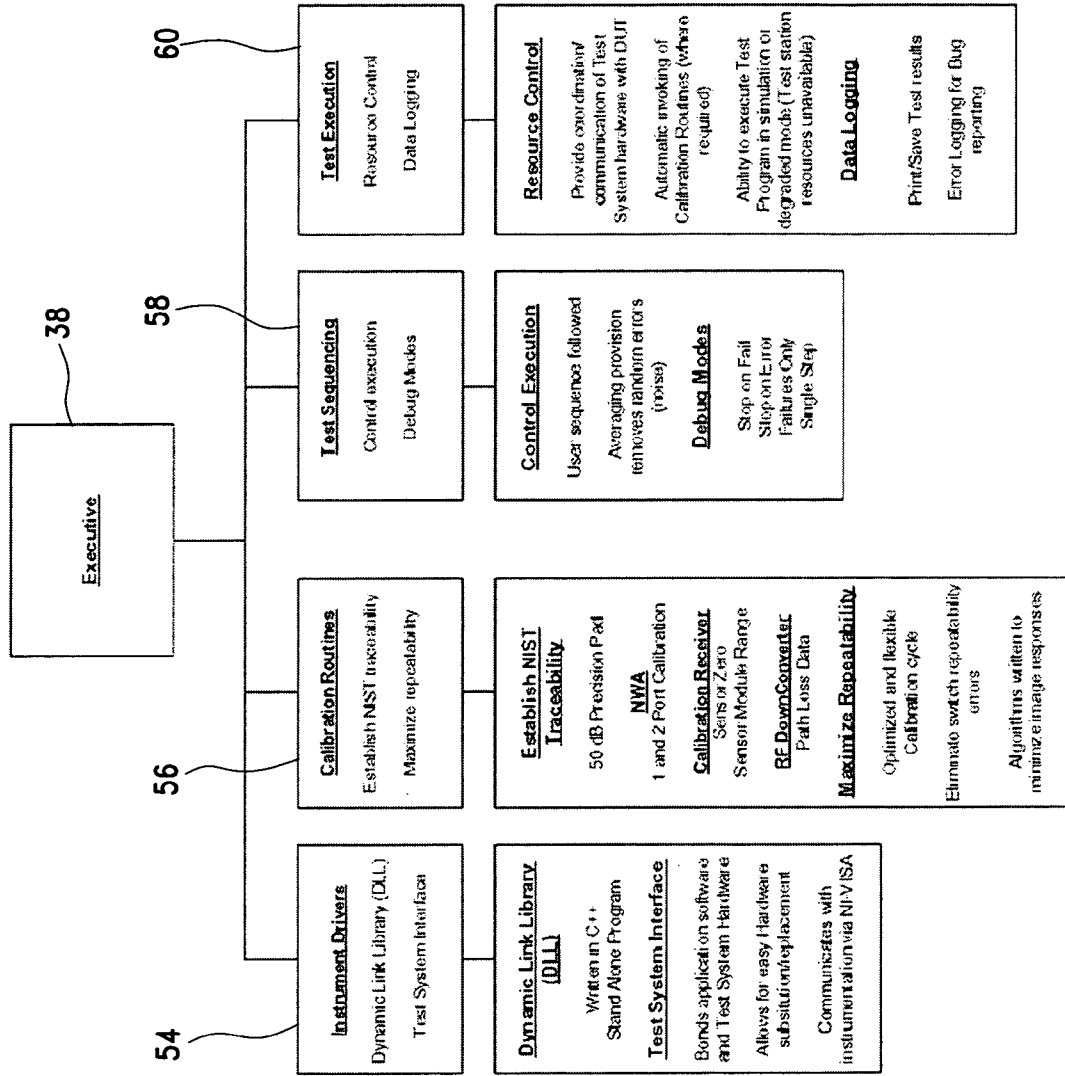 38
Executive
54
Instrument Drivers
Dynamic Link Library (DLL)
Test System Interface
Dynamic Link Library
(DLL)
Written in C++
Stand Alone Program
Test System Interface
Bonds application software
and Test System Hardware
Allows for easy Hardware
substitution/replacement
Communicates with
instrumentation via NI-VISA
56
Calibration Routines
Establish NIST traceability
Maximize repeatability
Establish NIST
Traceability
50 dB Precision Pad
NWA
1 and 2 Port Calibration
Calibration Receiver
Sensor Zero
Sensor Module Range
RF DownConverter
Path Loss Data
Maximize Repeatability
Optimized and flexible
Calibration cycle
Eliminate switch repeatability
errors
Algorithms written to
minimize image responses
58
Test Sequencing
Control execution
Debug Modes
Control Execution
User sequence followed
Averaging provision
removes random errors
(noise)
Debug Modes
Stop on Fail
Stop on Error
Failures Only
Single Step
60
Test Execution
Resource Control
Data Logging
Resource Control
Provide coordination/
communication of Test
System hardware with DUT
Automatic invoking of
Calibration Routines (where
required)
Ability to execute Test
Program in simulation or
degraded mode (Test station
resources unavailable)
Data Logging
Print/Save Test results
Error Logging for Bug
reporting